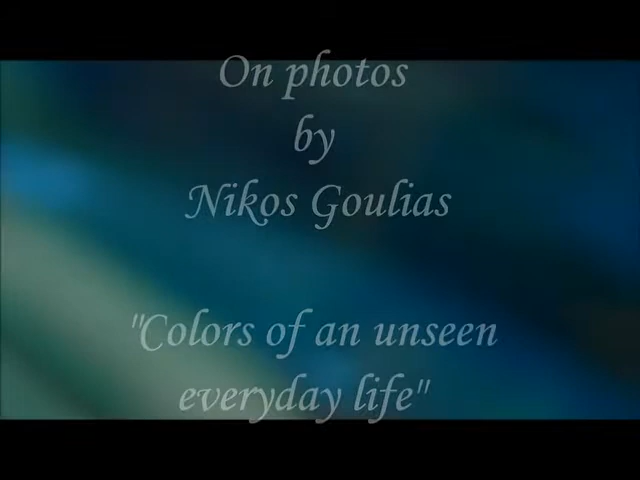 On photos
by
Nikos Goulias
"Colors of an unseen
everyday life"